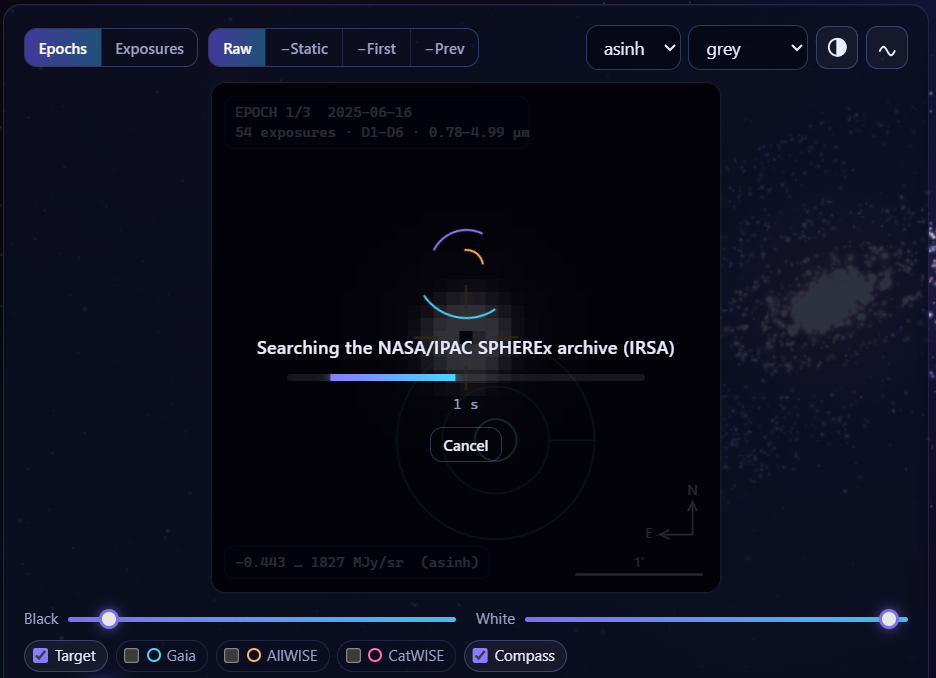 Epochs Exposures Raw −Static −First −Prev asinh grey
EPOCH 1/3 2025-06-16
54 exposures · D1–D6 · 0.78–4.99 µm
Searching the NASA/IPAC SPHEREx archive (IRSA)
1 s
Cancel
N
E
−0.443 … 1827 MJy/sr (asinh)
1′
Black White
Target Gaia AllWISE CatWISE Compass